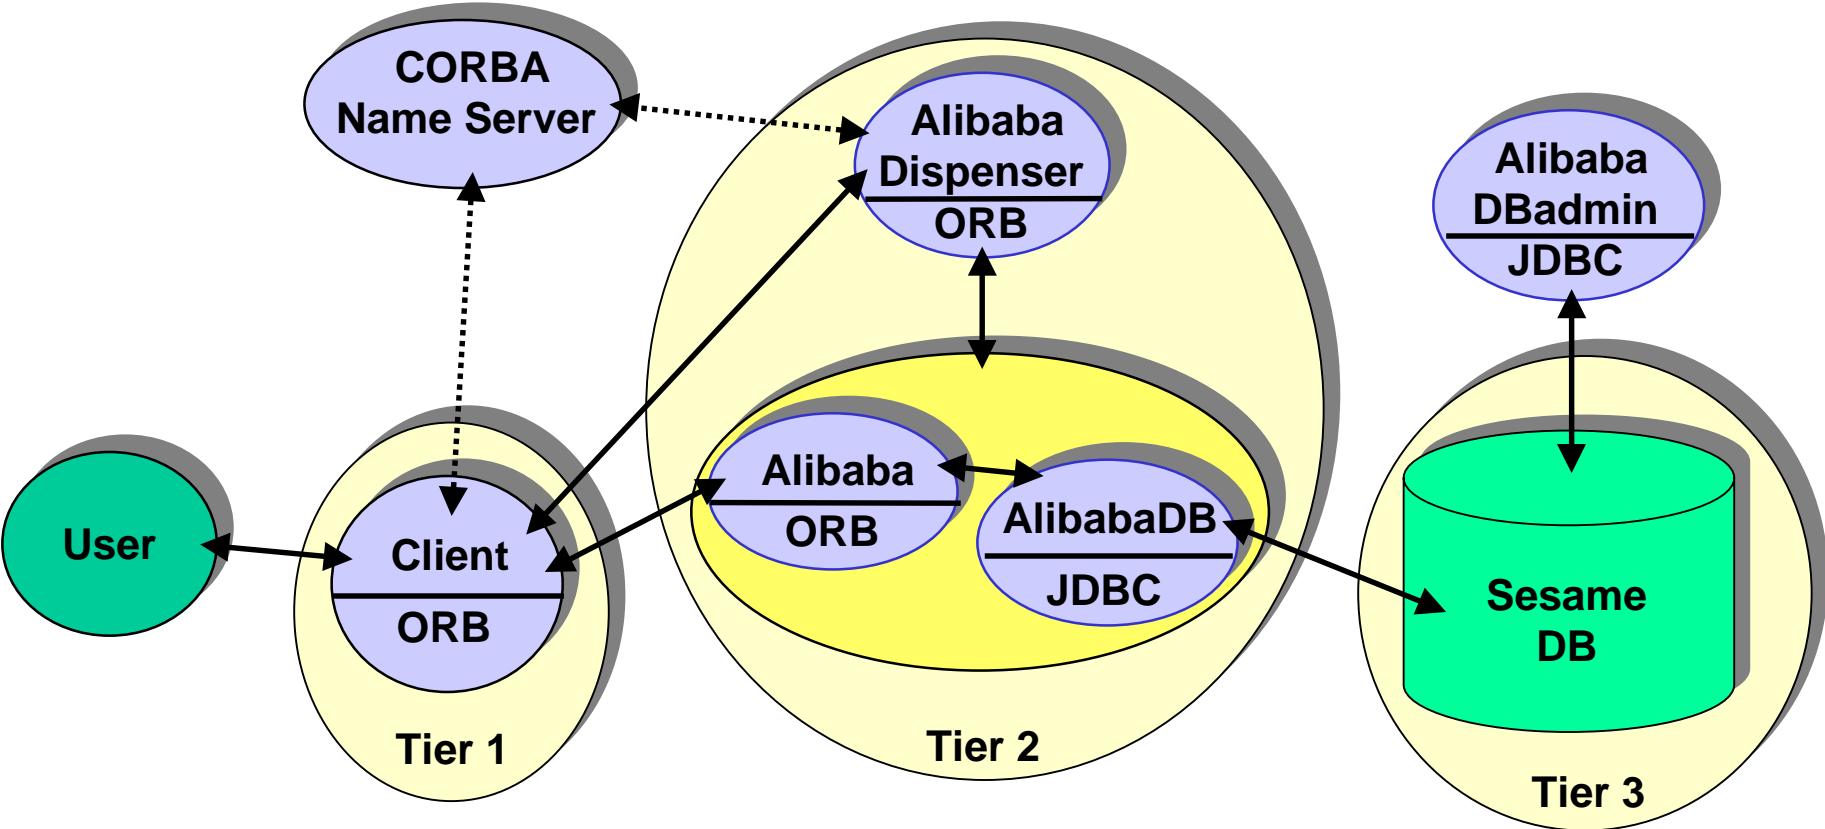 CORBA
Name Server
Alibaba
Dispenser
ORB
Alibaba
DBadmin
JDBC
User
Client
ORB
Alibaba
ORB
AlibabaDB
JDBC
Sesame
DB
Tier 1
Tier 2
Tier 3